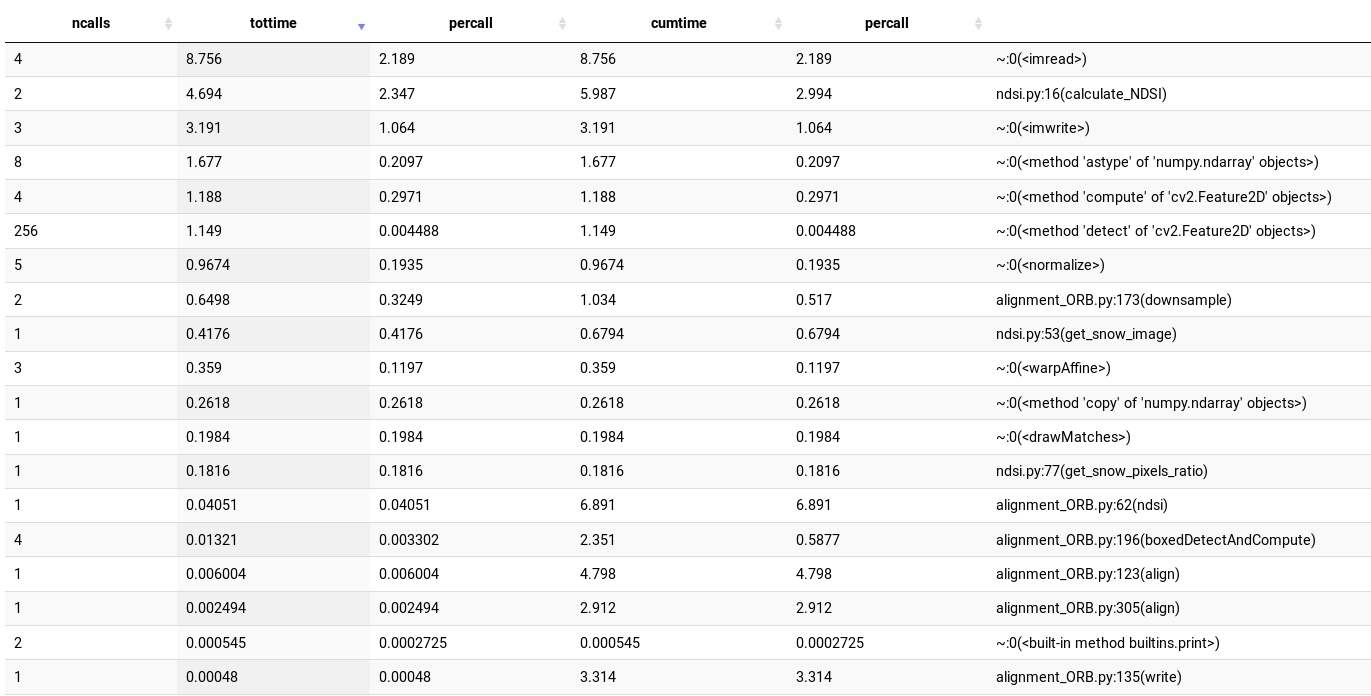 ncalls tottime percall cumtime percall
4 8.756 2.189 8.756 2.189 ~:0(<imread>)
2 4.694 2.347 5.987 2.994 ndsi.py:16(calculate_NDSI)
3 3.191 1.064 3.191 1.064 ~:0(<imwrite>)
8 1.677 0.2097 1.677 0.2097 ~:0(<method 'astype' of 'numpy.ndarray' objects>)
4 1.188 0.2971 1.188 0.2971 ~:0(<method 'compute' of 'cv2.Feature2D' objects>)
256 1.149 0.004488 1.149 0.004488 ~:0(<method 'detect' of 'cv2.Feature2D' objects>)
5 0.9674 0.1935 0.9674 0.1935 ~:0(<normalize>)
2 0.6498 0.3249 1.034 0.517 alignment_ORB.py:173(downsample)
1 0.4176 0.4176 0.6794 0.6794 ndsi.py:53(get_snow_image)
3 0.359 0.1197 0.359 0.1197 ~:0(<warpAffine>)
1 0.2618 0.2618 0.2618 0.2618 ~:0(<method 'copy' of 'numpy.ndarray' objects>)
1 0.1984 0.1984 0.1984 0.1984 ~:0(<drawMatches>)
1 0.1816 0.1816 0.1816 0.1816 ndsi.py:77(get_snow_pixels_ratio)
1 0.04051 0.04051 6.891 6.891 alignment_ORB.py:62(ndsi)
4 0.01321 0.003302 2.351 0.5877 alignment_ORB.py:196(boxedDetectAndCompute)
1 0.006004 0.006004 4.798 4.798 alignment_ORB.py:123(align)
1 0.002494 0.002494 2.912 2.912 alignment_ORB.py:305(align)
2 0.000545 0.0002725 0.000545 0.0002725 ~:0(<built-in method builtins.print>)
1 0.00048 0.00048 3.314 3.314 alignment_ORB.py:135(write)